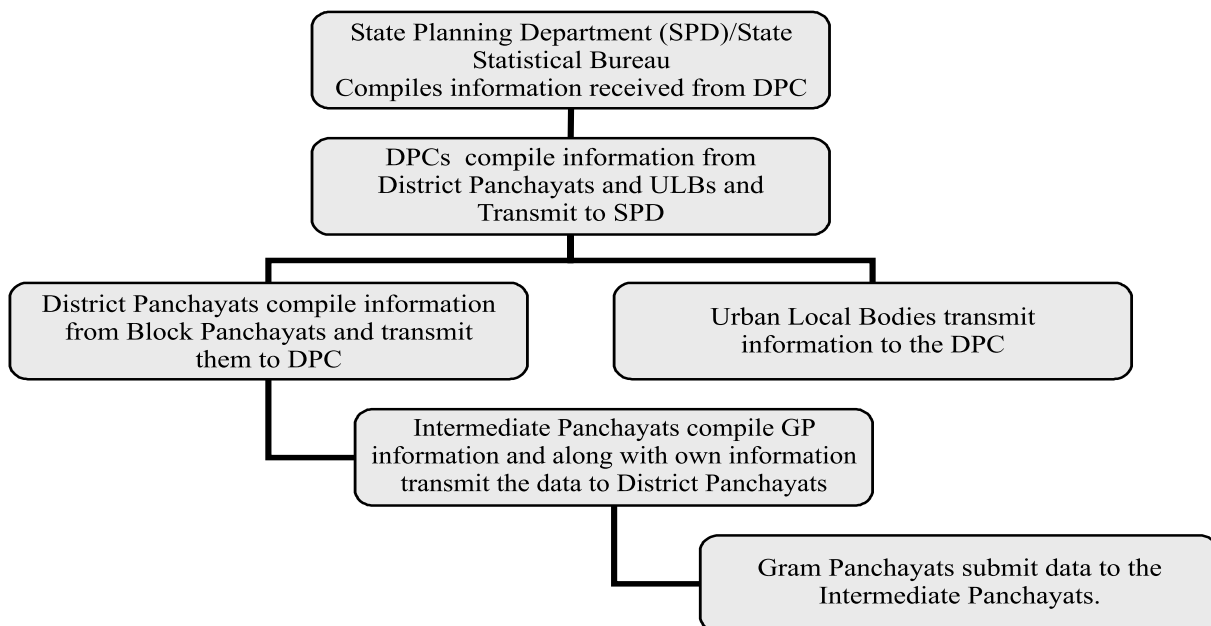 State Planning Department (SPD)/State
Statistical Bureau
Compiles information received from DPC
DPCs compile information from
District Panchayats and ULBs and
Transmit to SPD
District Panchayats compile information
from Block Panchayats and transmit
them to DPC
Urban Local Bodies transmit
information to the DPC
Intermediate Panchayats compile GP
information and along with own information
transmit the data to District Panchayats
Gram Panchayats submit data to the
Intermediate Panchayats.